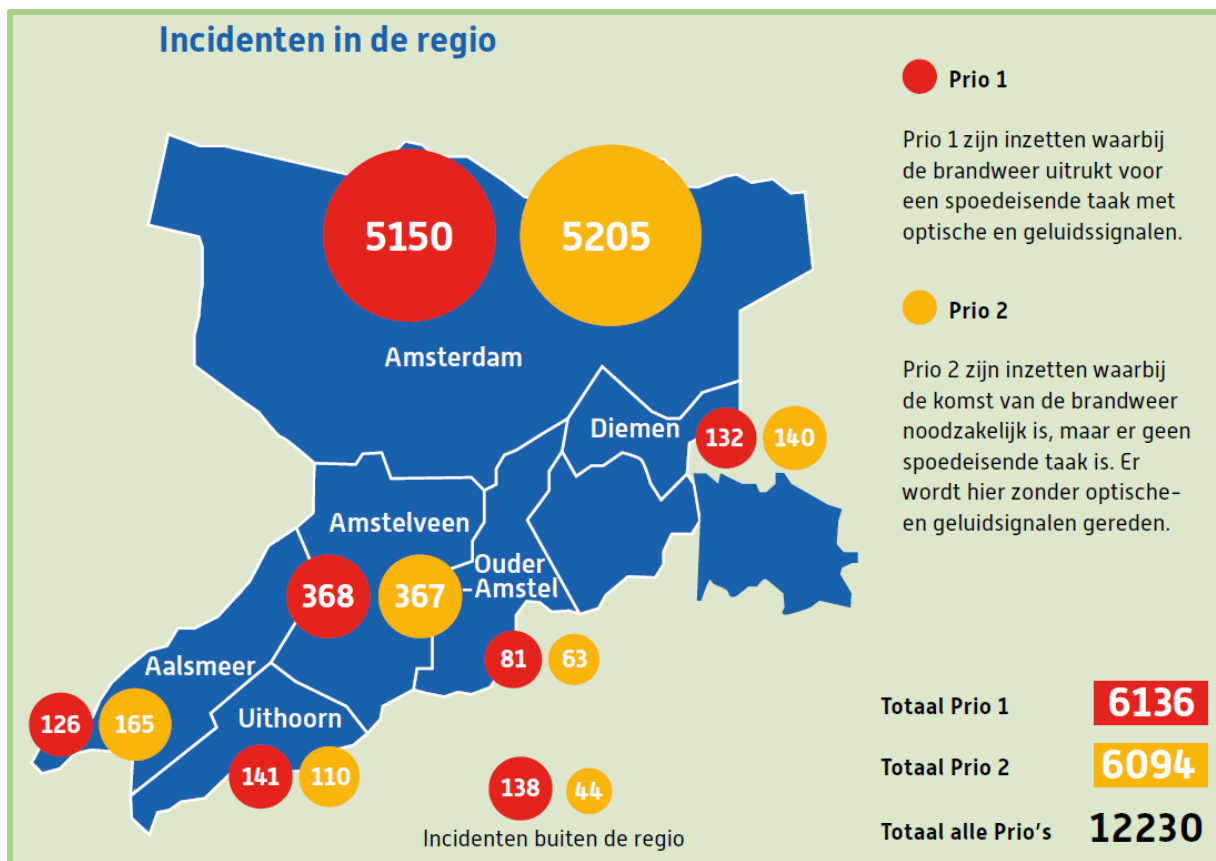 Incidenten in de regio
5150
5205
Amsterdam
Diemen
132
140
Amstelveen
368
367
Ouder
-Amstel
81
63
Aalsmeer
126
165
Uithoorn
141
110
138
44
Incidenten buiten de regio
Prio 1
Prio 1 zijn inzetten waarbij
de brandweer uitrukt voor
een spoedeisende taak met
optische en geluidssignalen.
Prio 2
Prio 2 zijn inzetten waarbij
de komst van de brandweer
noodzakelijk is, maar er geen
spoedeisende taak is. Er
wordt hier zonder optische-
en geluidsignalen gereden.
Totaal Prio 1 6136
Totaal Prio 2 6094
Totaal alle Prio's 12230